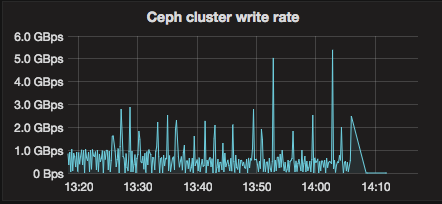 Ceph cluster write rate
6.0 GBps
5.0 GBps
4.0 GBps
3.0 GBps
2.0 GBps
1.0 GBps
0 Bps
13:20 13:30 13:40 13:50 14:00 14:10